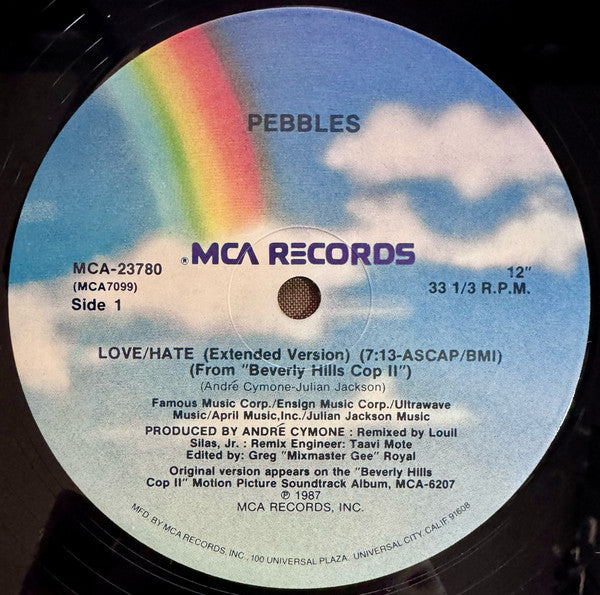 PEBBLES
®MCA RECORDS
MCA-23780
(MCA7099)
Side 1
12"
33 1/3 R.P.M.
LOVE/HATE (Extended Version) (7:13-ASCAP/BMI)
(From "Beverly Hills Cop II")
(André Cymone-Julian Jackson)
Famous Music Corp./Ensign Music Corp./Ultrawave
Music/April Music,Inc./Julian Jackson Music
PRODUCED BY ANDRÉ CYMONE : Remixed by Louil
Silas, Jr. : Remix Engineer: Taavi Mote
Edited by: Greg "Mixmaster Gee" Royal
Original version appears on the "Beverly Hills
Cop II" Motion Picture Soundtrack Album, MCA-6207
℗ 1987
MCA RECORDS, INC.
MFD. BY MCA RECORDS, INC., 100 UNIVERSAL PLAZA, UNIVERSAL CITY, CALIF. 91608